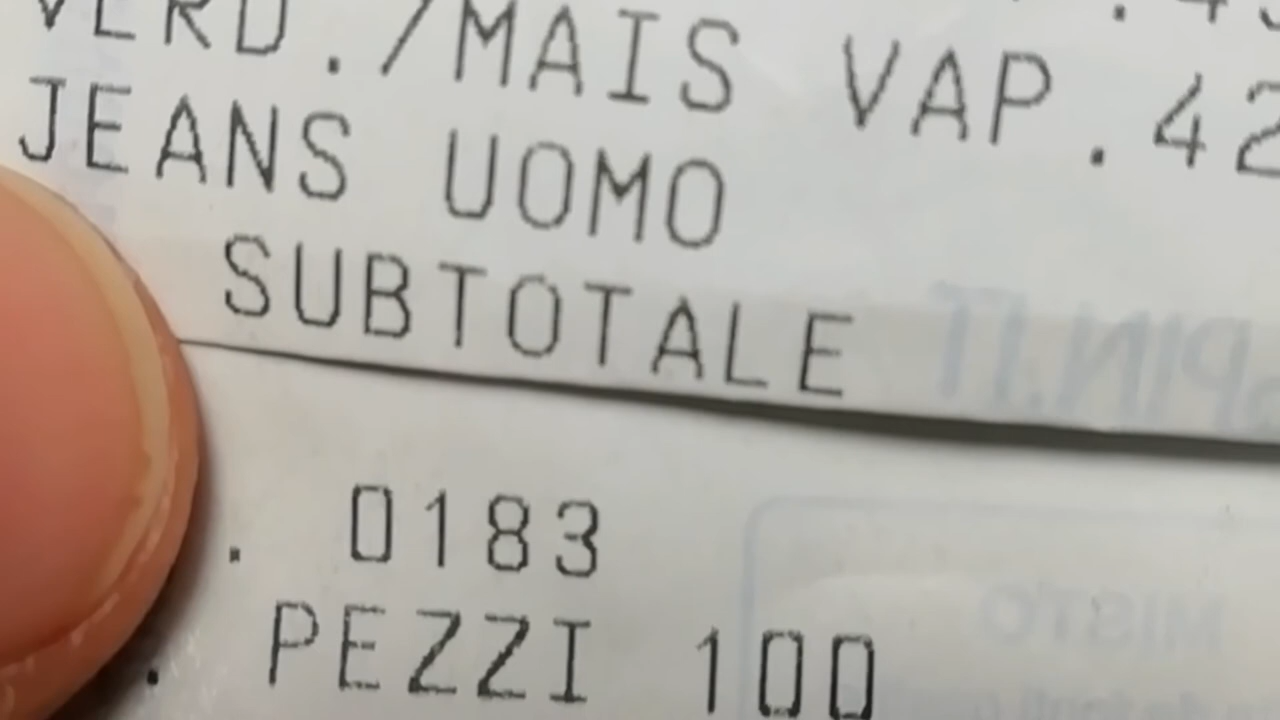 VERD./MAIS VAP.42
JEANS UOMO
SUBTOTALE
. 0183
. PEZZI 100